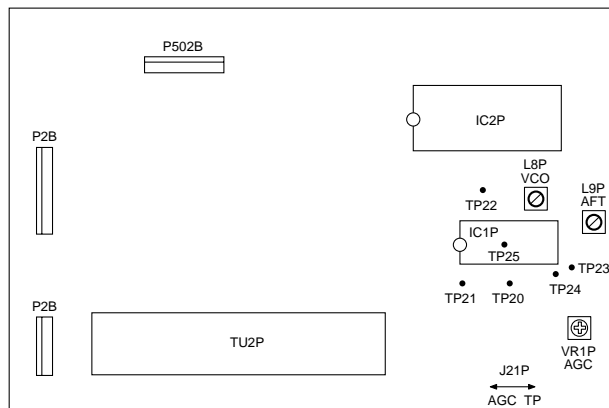 P502B
IC2P
P2B
L8P
VCO
L9P
AFT
TP22
IC1P
TP25
TP23
TP24
TP21
TP20
P2B
TU2P
VR1P
AGC
J21P
AGC TP